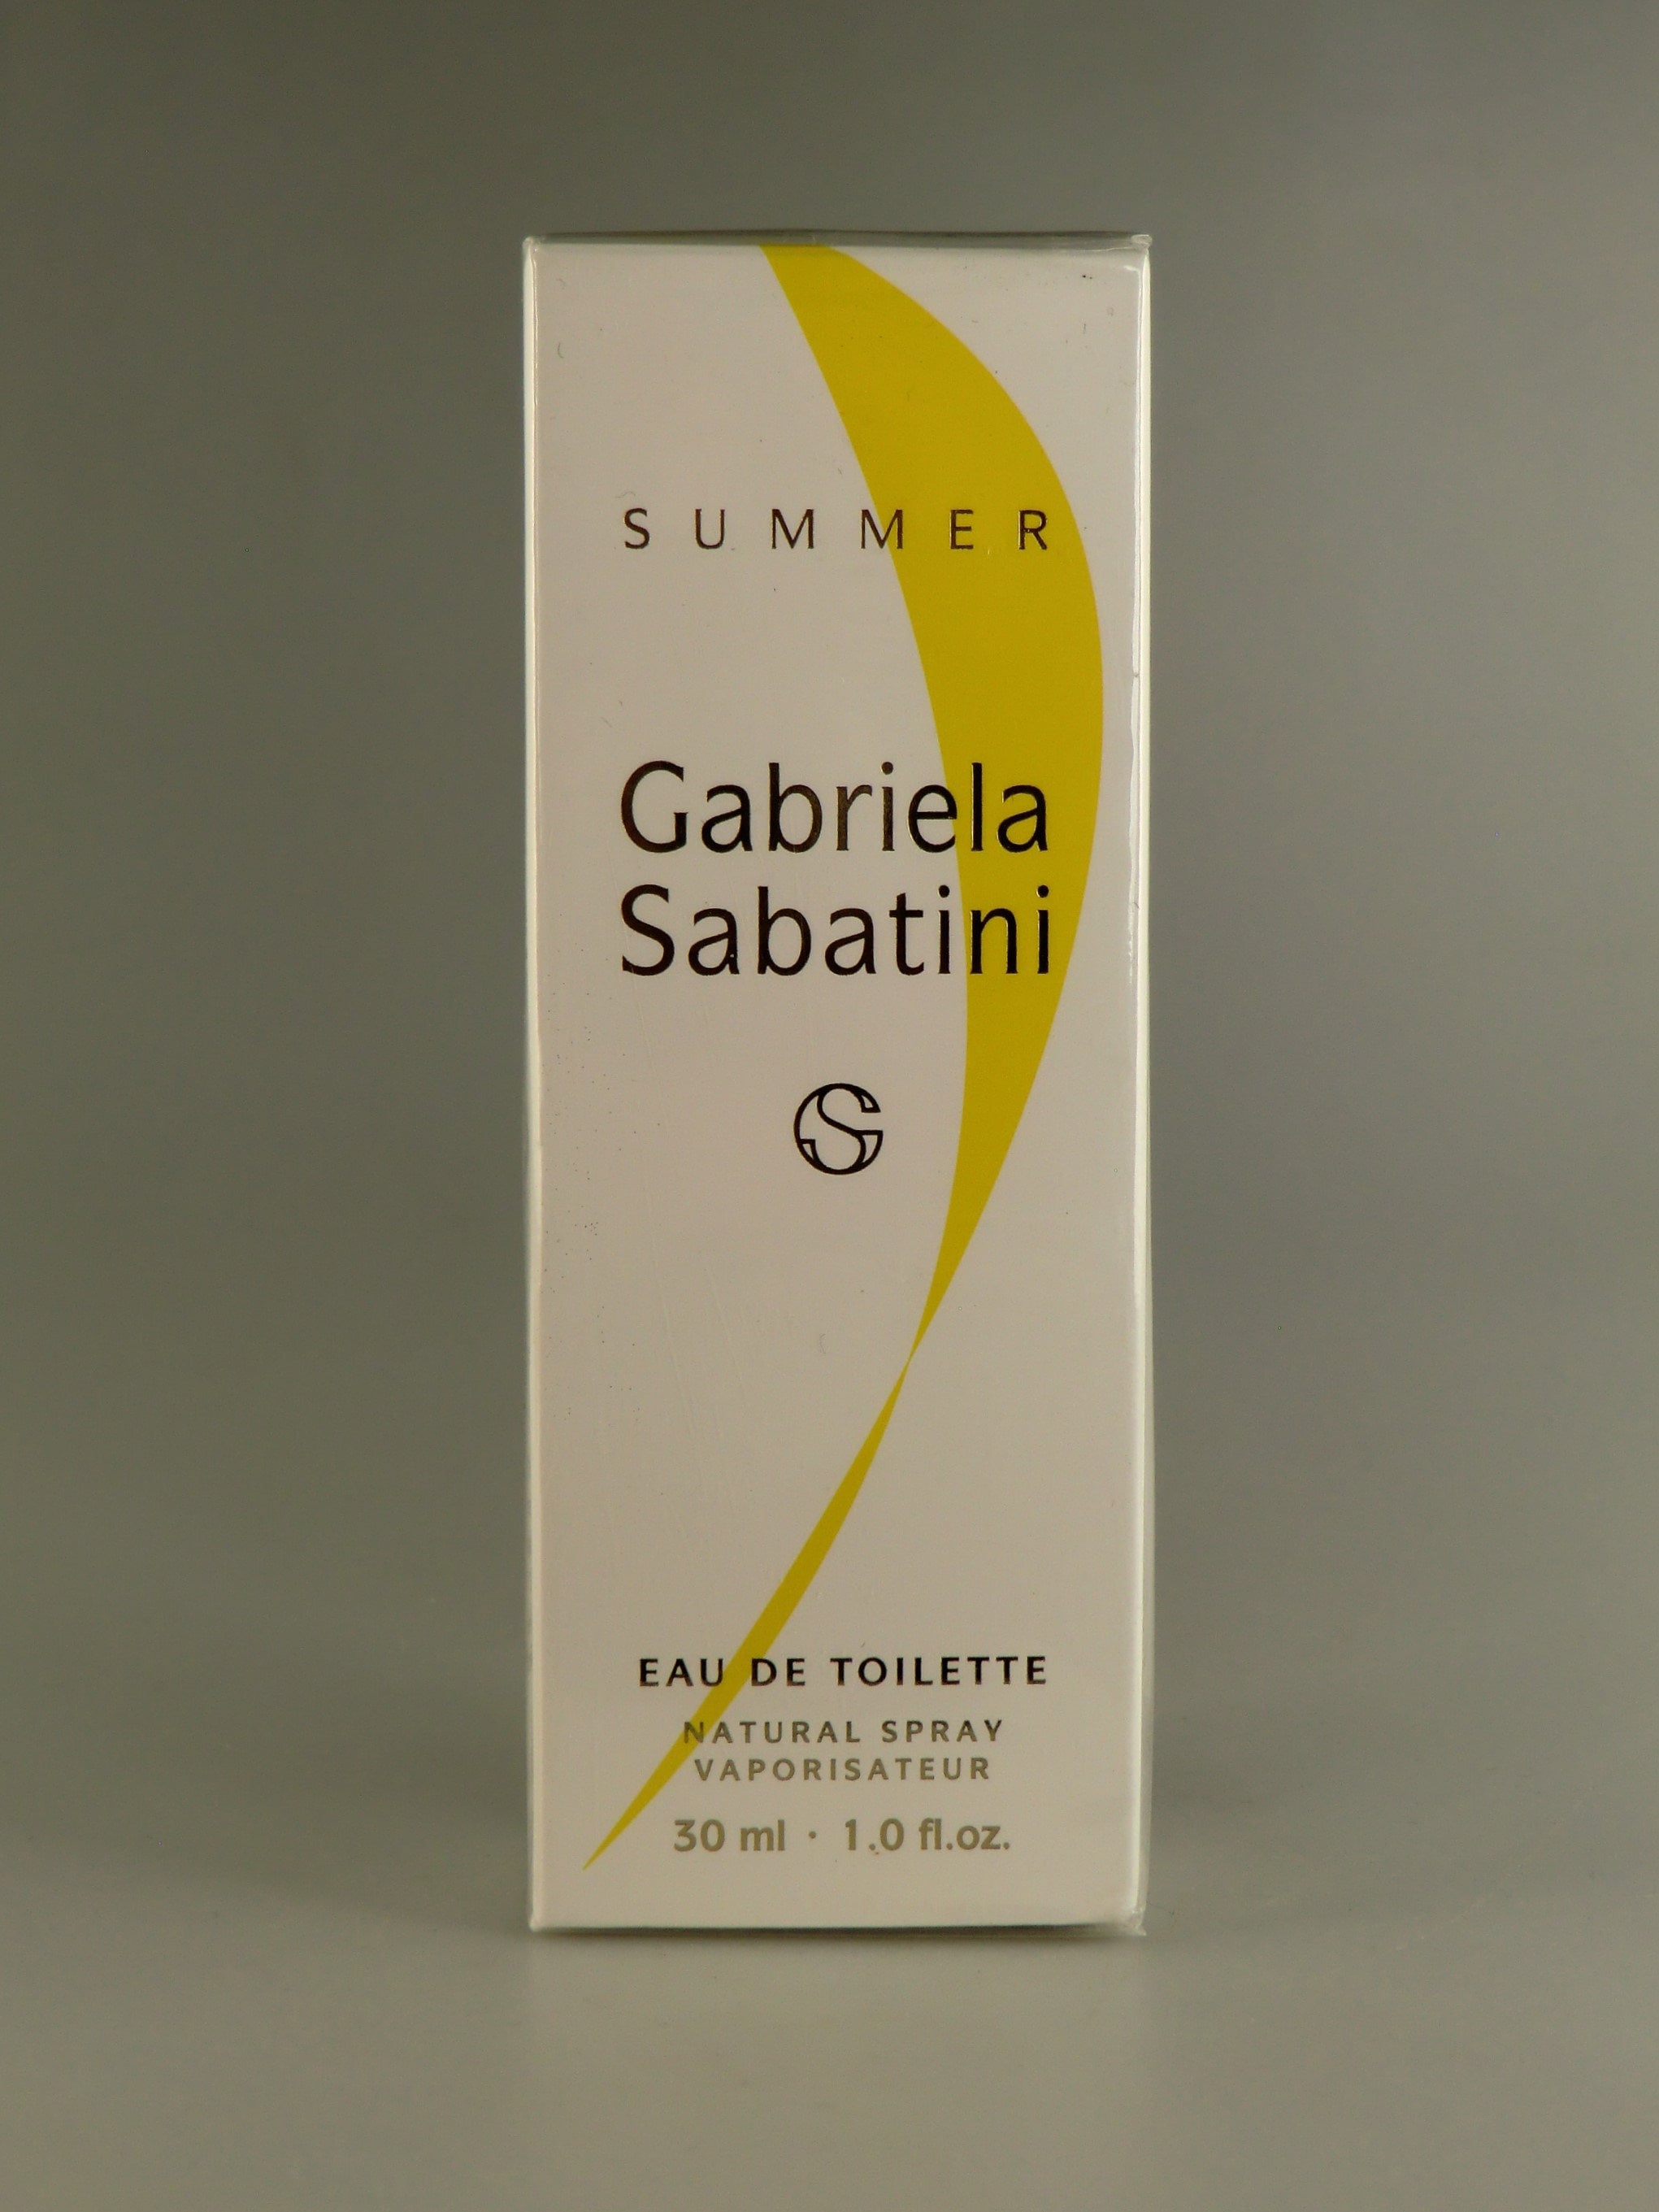 SUMMER
Gabriela
Sabatini
EAU DE TOILETTE
NATURAL SPRAY
VAPORISATEUR
30 ml · 1.0 fl.oz.